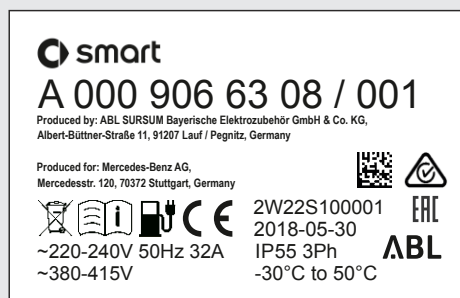 smart
A 000 906 63 08 / 001
Produced by: ABL SURSUM Bayerische Elektrozubehör GmbH & Co. KG,
Albert-Büttner-Straße 11, 91207 Lauf / Pegnitz, Germany
Produced for: Mercedes-Benz AG,
Mercedesstr. 120, 70372 Stuttgart, Germany
i CE 2W22S100001 EAC
2018-05-30
~220-240V 50Hz 32A IP55 3Ph ABL
~380-415V -30°C to 50°C